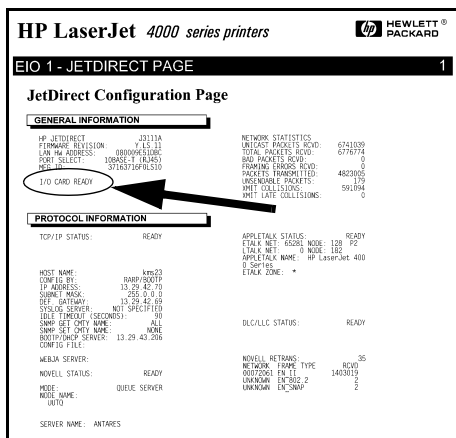 HP LaserJet 4000 series printers
hp HEWLETT® PACKARD
EIO 1 - JETDIRECT PAGE 1
JetDirect Configuration Page
GENERAL INFORMATION
HP JETDIRECT J3111A
FIRMWARE REVISION: Y.LS.11
LAN HW ADDRESS: 080009E51DBC
PORT SELECT: 10BASE-T (RJ45)
MFG ID: 37163716F0LS10
I/O CARD READY
NETWORK STATISTICS
UNICAST PACKETS RCVD: 6741039
TOTAL PACKETS RCVD: 6776774
BAD PACKETS RCVD: 0
FRAMING ERRORS RCVD: 0
PACKETS TRANSMITTED: 4823005
UNSENDABLE PACKETS: 179
XMIT COLLISIONS: 591094
XMIT LATE COLLISIONS: 0
PROTOCOL INFORMATION
TCP/IP STATUS: READY
HOST NAME: kms23
CONFIG BY: RARP/BOOTP
IP ADDRESS: 13.29.42.70
SUBNET MASK: 255.0.0.0
DEF. GATEWAY: 13.29.42.69
SYSLOG SERVER: NOT SPECIFIED
IDLE TIMEOUT (SECONDS): 90
SNMP GET CMTY NAME: ALL
SNMP SET CMTY NAME: NONE
BOOTP/DHCP SERVER: 13.29.43.206
CONFIG FILE:
WEBJA SERVER:
NOVELL STATUS: READY
MODE: QUEUE SERVER
NODE NAME:
UUTQ
SERVER NAME: ANTARES
APPLETALK STATUS: READY
ETALK NET: 65281 NODE: 128 P2
LTALK NET: 0 NODE: 182
APPLETALK NAME: HP LaserJet 400
0 Series
ETALK ZONE: *
DLC/LLC STATUS: READY
NOVELL RETRANS: 35
NETWORK FRAME TYPE RCVD
00072061 EN_II 1403019
UNKNOWN EN_802.2 2
UNKNOWN EN_SNAP 2